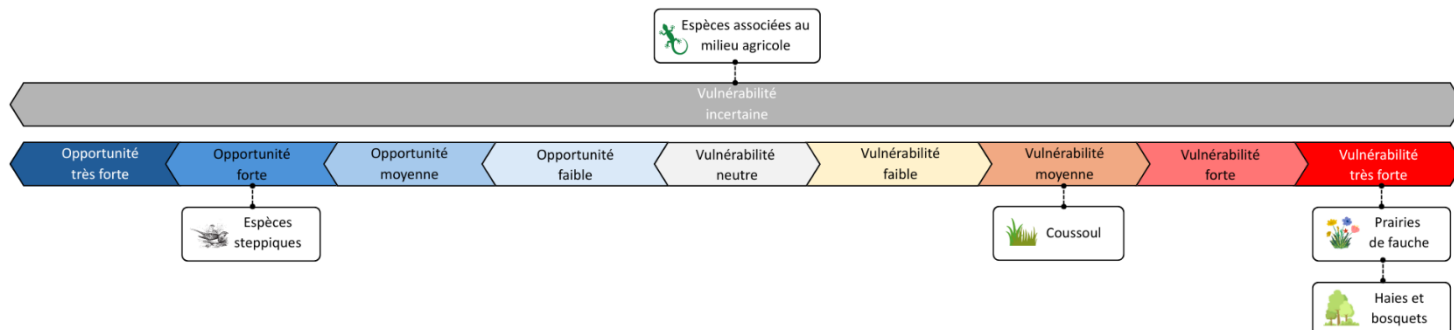 Espèces associées au
milieu agricole
Vulnérabilité
incertaine
Opportunité
très forte
Opportunité
forte
Opportunité
moyenne
Opportunité
faible
Vulnérabilité
neutre
Vulnérabilité
faible
Vulnérabilité
moyenne
Vulnérabilité
forte
Vulnérabilité
très forte
Espèces
steppiques
Coussoul
Prairies
de fauche
Haies et
bosquets